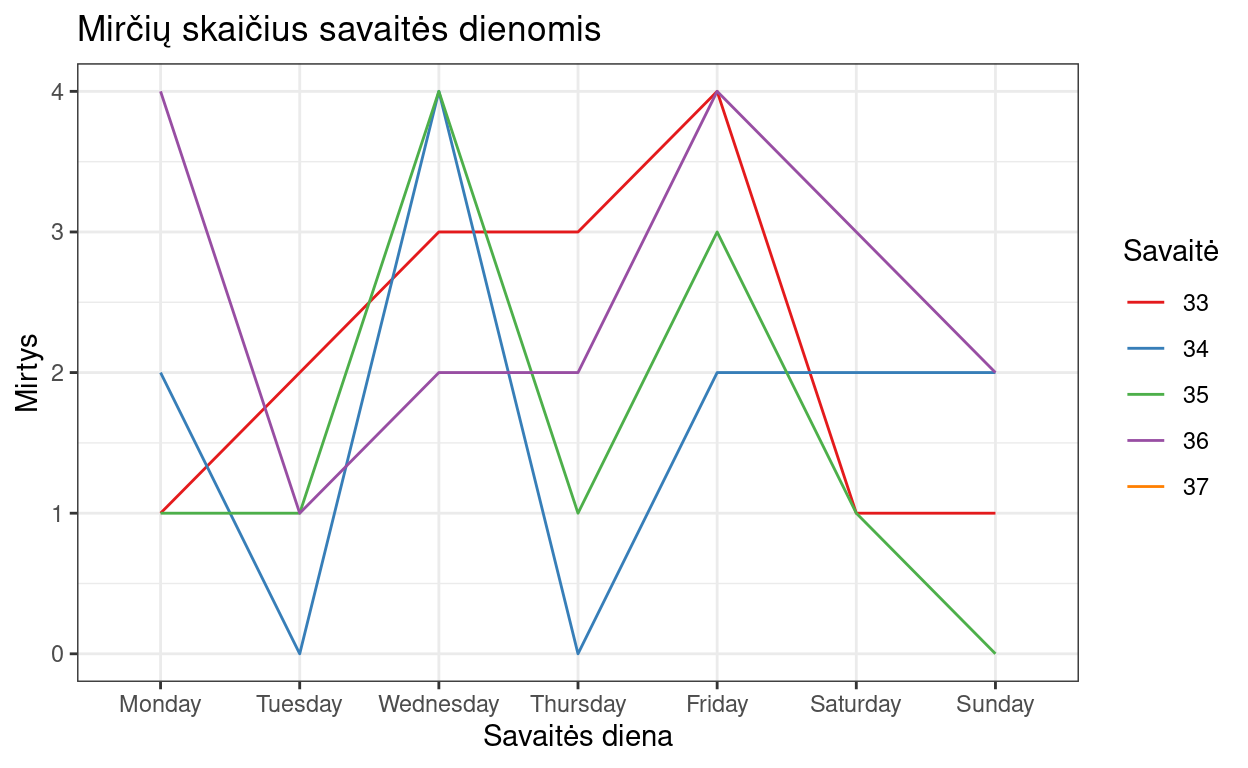 Mirčių skaičius savaitės dienomis
Mirtys
4
3
2
1
0
Monday Tuesday Wednesday Thursday Friday Saturday Sunday
Savaitės diena
Savaitė
33
34
35
36
37